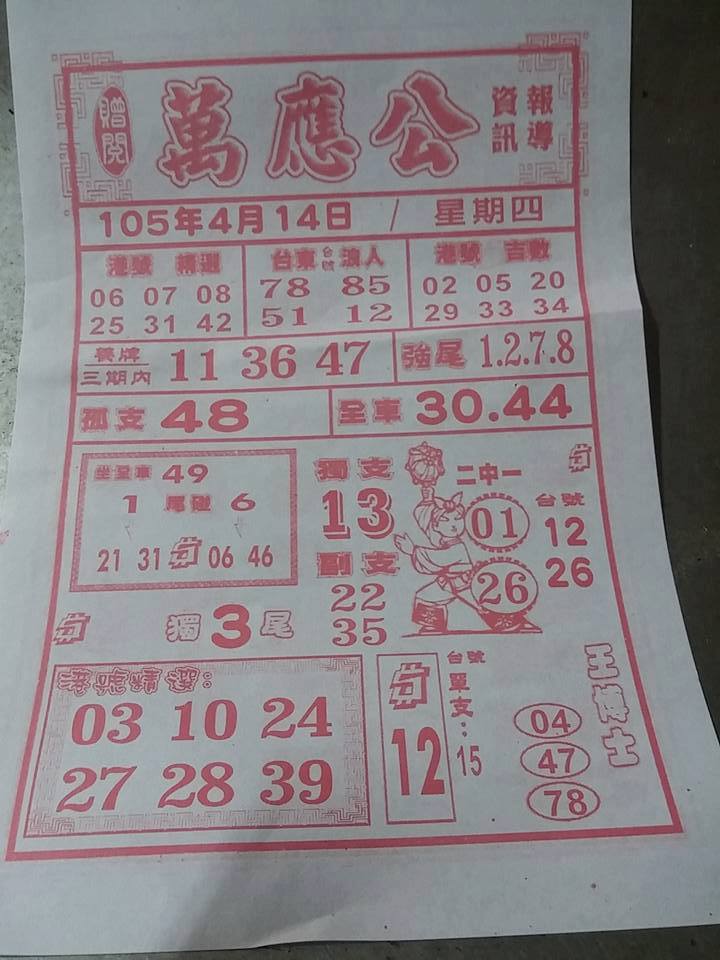 贈閱 萬應公 資訊 報導
105年4月14日 / 星期四
港號 精選
06 07 08
25 31 42
台東 台號 浪人
78 85
51 12
港號 吉數
02 05 20
29 33 34
三期內 11 36 47
強尾 1.2.7.8
孤支 48
全車 30.44
坐全車 49
1 尾碰 6
21 31 06 46
獨 3 尾
獨支
13
副支
22
35
二中一
01
26
台號
12
26
港號精選:
03 10 24
27 28 39
12
台號
單支:15
王博士
04
47
78